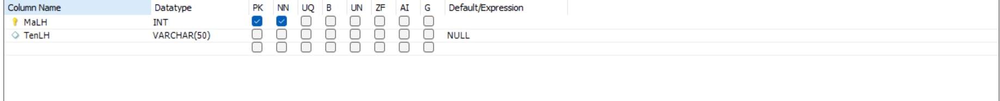 Column Name Datatype PK NN UQ B UN ZF AI G Default/Expression
MaLH INT
TenLH VARCHAR(50) NULL